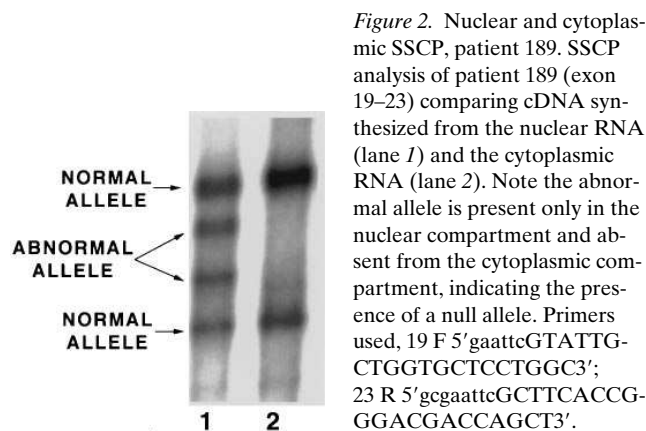 NORMAL
ALLELE
ABNORMAL
ALLELE
NORMAL
ALLELE
1 2
Figure 2. Nuclear and cytoplas-
mic SSCP, patient 189. SSCP
analysis of patient 189 (exon
19–23) comparing cDNA syn-
thesized from the nuclear RNA
(lane 1) and the cytoplasmic
RNA (lane 2). Note the abnor-
mal allele is present only in the
nuclear compartment and ab-
sent from the cytoplasmic com-
partment, indicating the pres-
ence of a null allele. Primers
used, 19 F 5′gaattcGTATTG-
CTGGTGCTCCTGGC3′;
23 R 5′gcgaattcGCTTCACCG-
GGACGACCAGCT3′.